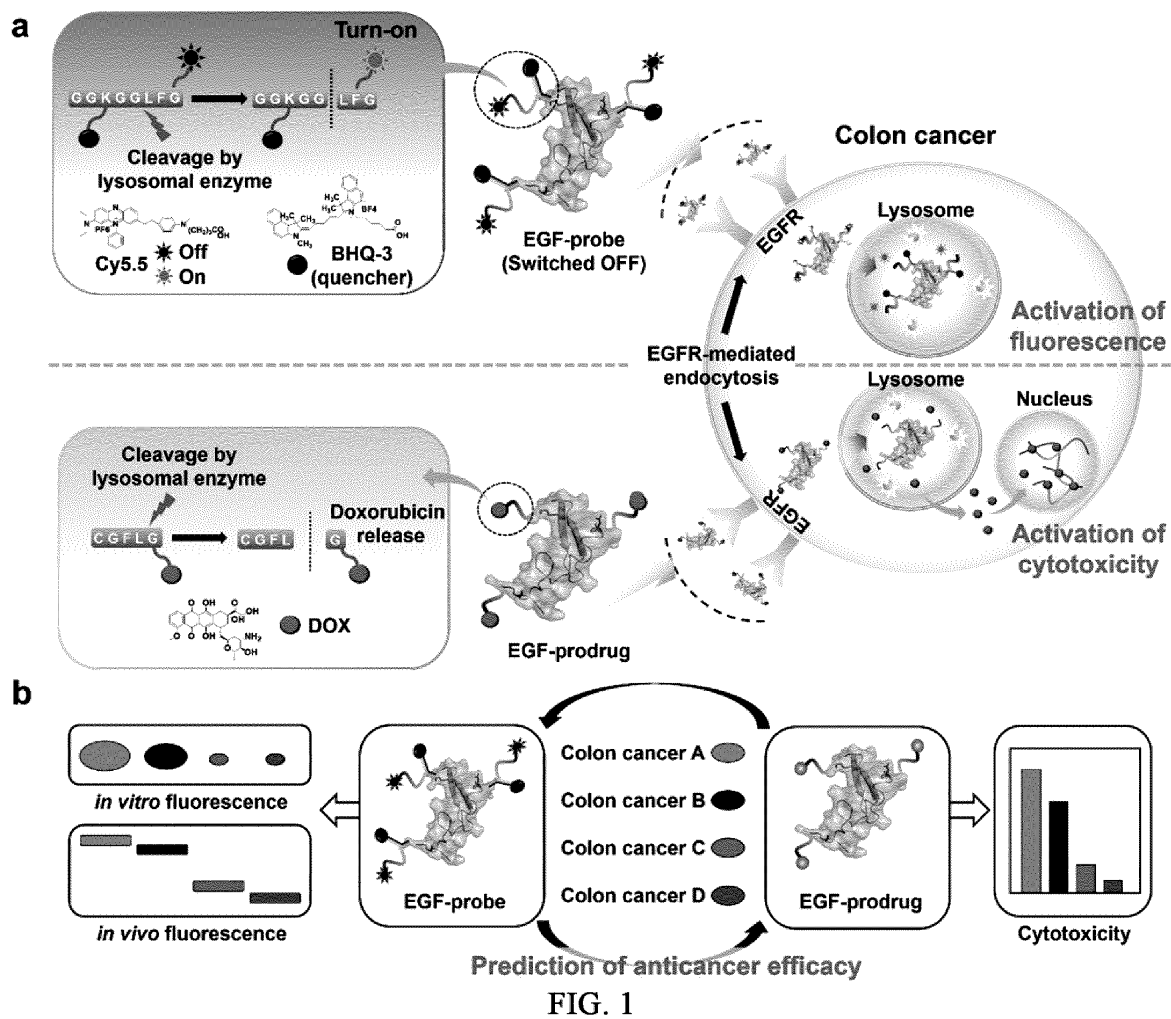 a
Turn-on
GGKGGLFG
GGKGG
LFG
Cleavage by
lysosomal enzyme
PF6
BF4
Cy5.5
Off
On
BHQ-3
(quencher)
EGF-probe
(Switched OFF)
Colon cancer
EGFR
Lysosome
Activation of
fluorescence
EGFR-mediated
endocytosis
Lysosome
Nucleus
EGFR
Activation of
cytotoxicity
Cleavage by
lysosomal enzyme
CGFLG
CGFL
G
Doxorubicin
release
DOX
EGF-prodrug
b
in vitro fluorescence
in vivo fluorescence
EGF-probe
Colon cancer A
Colon cancer B
Colon cancer C
Colon cancer D
EGF-prodrug
Cytotoxicity
Prediction of anticancer efficacy
FIG. 1